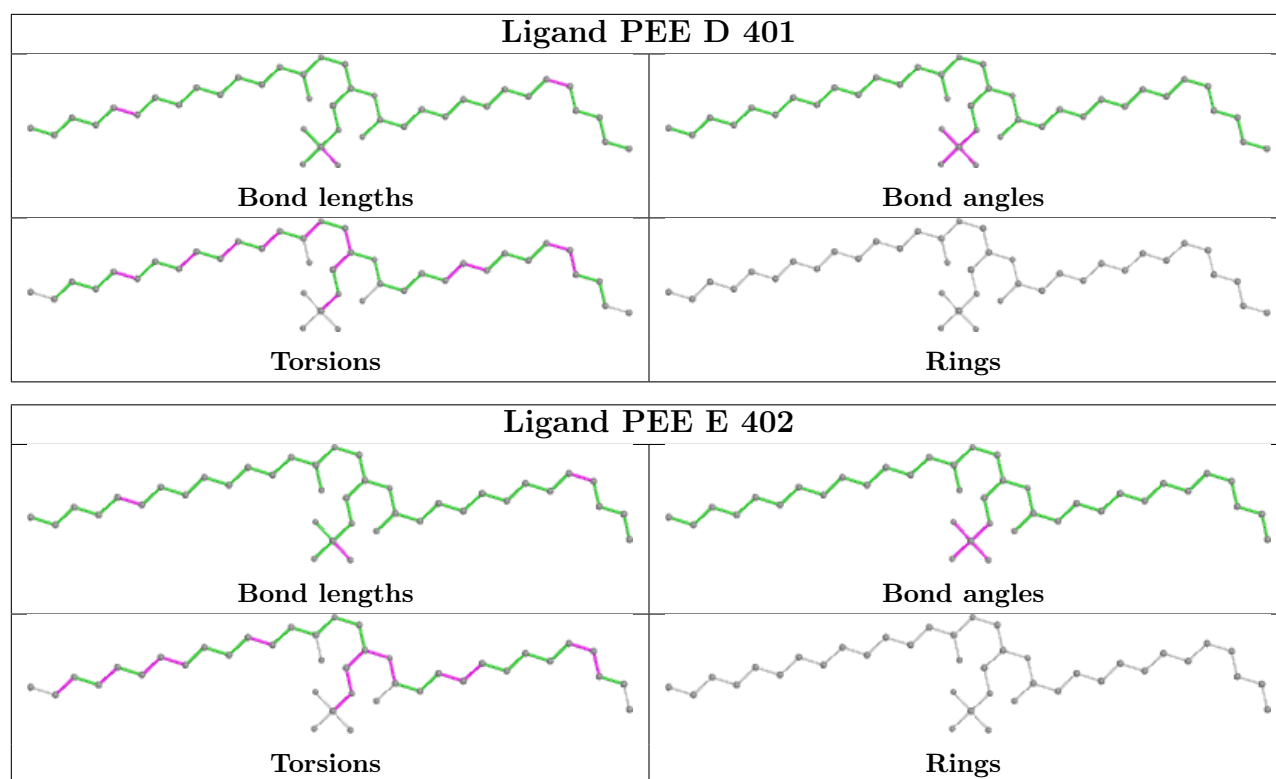 Ligand PEE D 401
Bond lengths
Bond angles
Torsions
Rings
Ligand PEE E 402
Bond lengths
Bond angles
Torsions
Rings